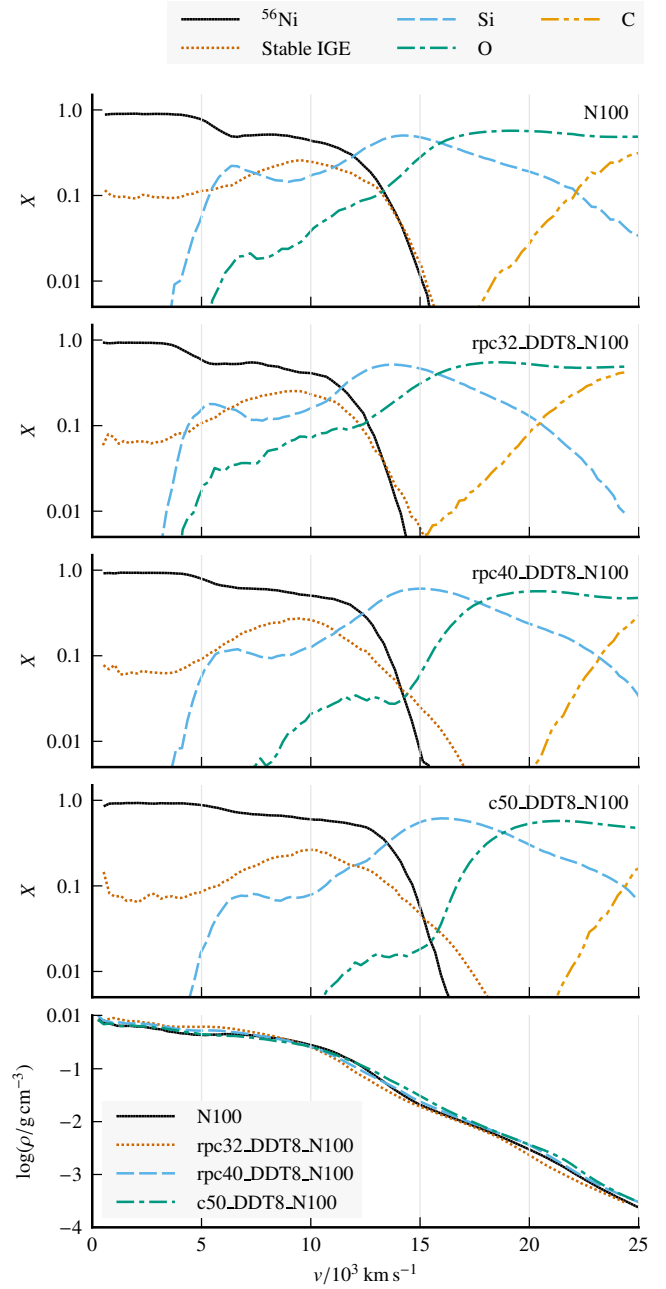 ⁵⁶Ni Si C
Stable IGE O
N100
1.0
0.1
0.01
X
rpc32_DDT8_N100
1.0
0.1
0.01
X
rpc40_DDT8_N100
1.0
0.1
0.01
X
c50_DDT8_N100
1.0
0.1
0.01
X
0.01
-1
-2
-3
−4
log(ρ/g cm⁻³)
N100
rpc32_DDT8_N100
rpc40_DDT8_N100
c50_DDT8_N100
0 5 10 15 20 25
v/10³ km s⁻¹